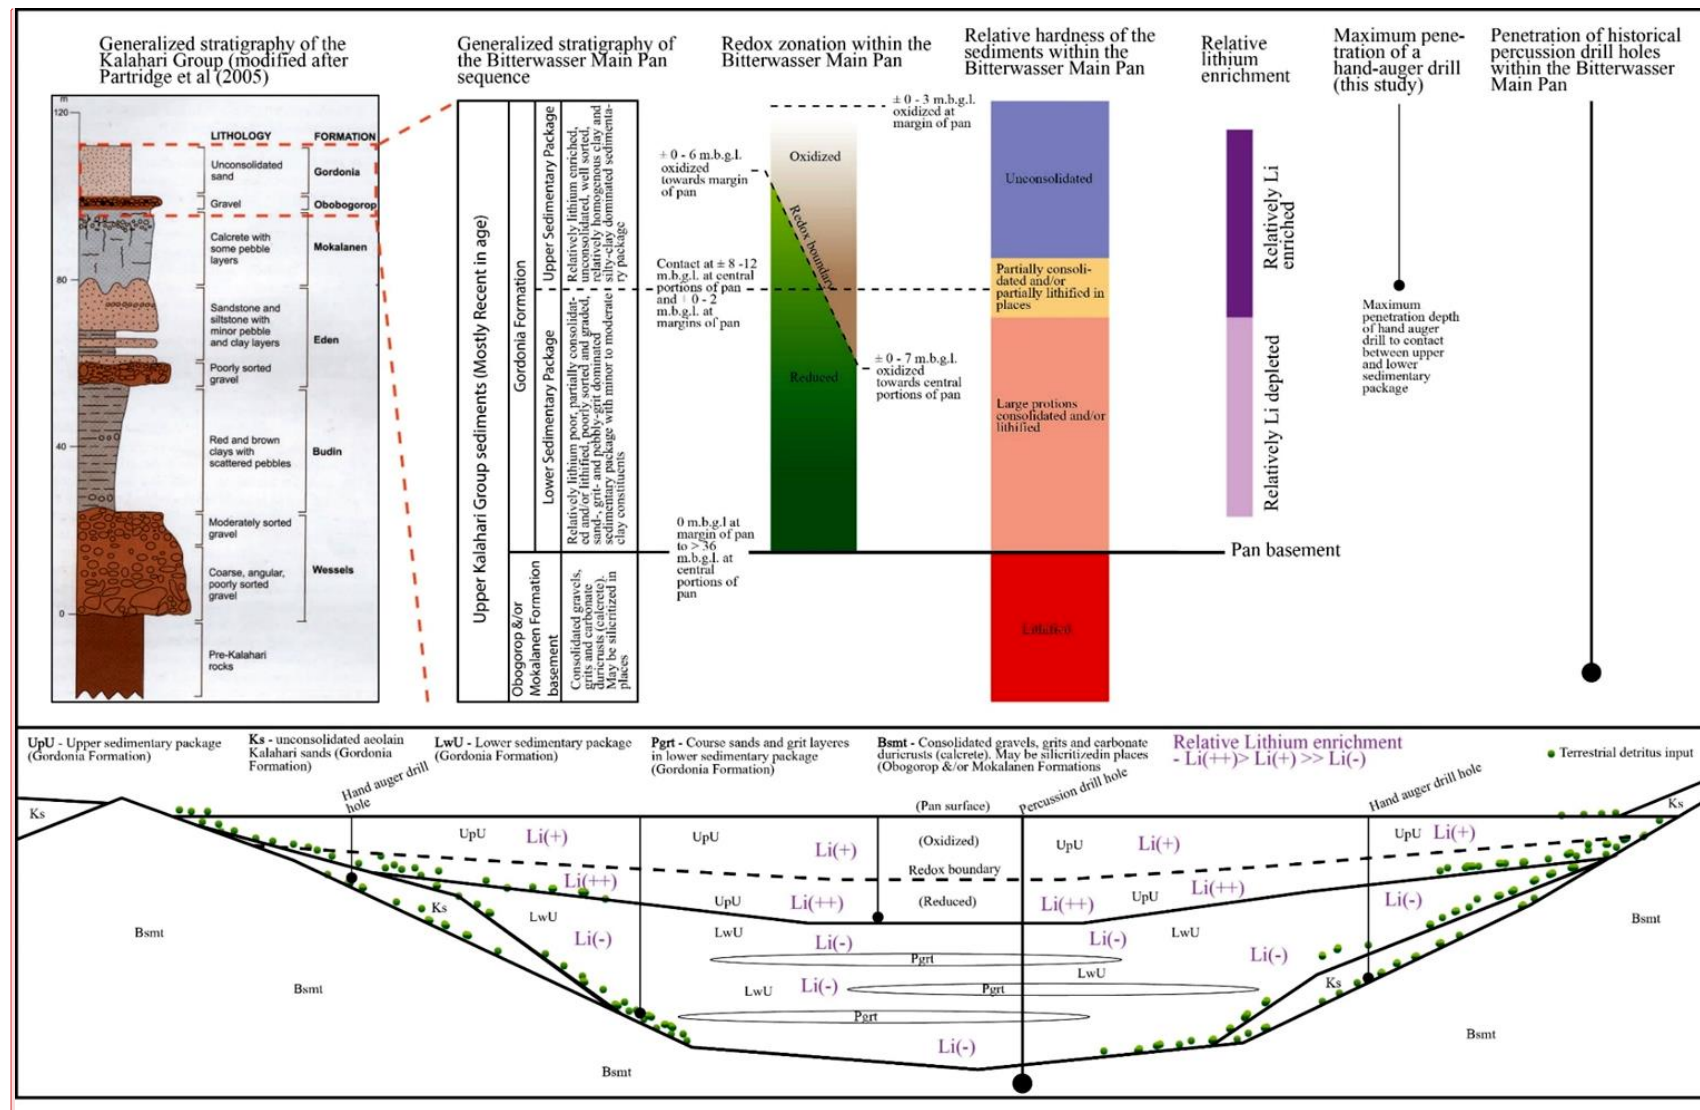 Generalized stratigraphy of the
Kalahari Group (modified after
Partridge et al (2005)
m
120
80
40
0
LITHOLOGY
FORMATION
Unconsolidated
sand
Gordonia
Gravel
Obobogorop
Calcrete with
some pebble
layers
Mokalanen
Sandstone and
siltstone with
minor pebble
and clay layers
Eden
Poorly sorted
gravel
Red and brown
clays with
scattered pebbles
Budin
Moderately sorted
gravel
Coarse, angular,
poorly sorted
gravel
Wessels
Pre-Kalahari
rocks
Generalized stratigraphy of
the Bitterwasser Main Pan
sequence
Upper Kalahari Group sediments (Mostly Recent in age)
Gordonia Formation
Upper Sedimentary Package
Relatively lithium enriched,
unconsolidated, well sorted,
relatively homogenous clay and
silty-clay dominated sedimenta-
ry package
Lower Sedimentary Package
Relatively lithium poor, partially consolidat-
ed and/or lithified, poorly sorted and graded,
sand-, grit- and pebbly-grit dominated
sedimentary package with minor to moderate
clay constituents
Obogorop &/or
Mokalanen Formation
basement
Consolidated gravels,
grits and carbonate
duricrusts (calcrete).
May be silicritized in
places
Redox zonation within the
Bitterwasser Main Pan
± 0 - 3 m.b.g.l.
oxidized at
margin of pan
± 0 - 6 m.b.g.l.
oxidized
towards margin
of pan
Oxidized
Redox boundary
Contact at ± 8 -12
m.b.g.l. at central
portions of pan
and ± 0 - 2
m.b.g.l. at
margins of pan
Reduced
± 0 - 7 m.b.g.l.
oxidized
towards central
portions of pan
0 m.b.g.l at
margin of pan
to > 36
m.b.g.l. at
central
portions of
pan
Relative hardness of the
sediments within the
Bitterwasser Main Pan
Unconsolidated
Partially consoli-
dated and/or
partially lithified in
places
Large protions
consolidated and/or
lithified
Lithified
Pan basement
Relative
lithium
enrichment
Relatively Li
enriched
Relatively Li depleted
Maximum pene-
tration of a
hand-auger drill
(this study)
Maximum
penetration depth
of hand auger
drill to contact
between upper
and lower
sedimentary
package
Penetration of historical
percussion drill holes
within the Bitterwasser
Main Pan
UpU - Upper sedimentary package
(Gordonia Formation)
Ks - unconsolidated aeolain
Kalahari sands (Gordonia
Formation)
LwU - Lower sedimentary package
(Gordonia Formation)
Pgrt - Course sands and grit layeres
in lower sedimentary package
(Gordonia Formation)
Bsmt - Consolidated gravels, grits and carbonate
duricrusts (calcrete). May be silicritizedin places
(Obogorop &/or Mokalanen Formations
Relative Lithium enrichment
- Li(++)> Li(+) >> Li(-)
Terrestrial detritus input
Hand auger drill
hole
(Pan surface)
Percussion drill hole
Hand auger drill hole
Ks
Ks
UpU
Li(+)
UpU
Li(+)
(Oxidized)
UpU
Li(+)
UpU
Li(+)
Redox boundary
Li(++)
UpU
Li(++)
(Reduced)
Li(++)
UpU
Li(++)
Li(-)
Ks
LwU
Bsmt
Li(-)
LwU
Li(-)
Li(-)
LwU
Li(-)
Bsmt
Pgrt
LwU
Bsmt
LwU
Li(-)
Pgrt
Ks
Pgrt
Li(-)
Bsmt
Bsmt